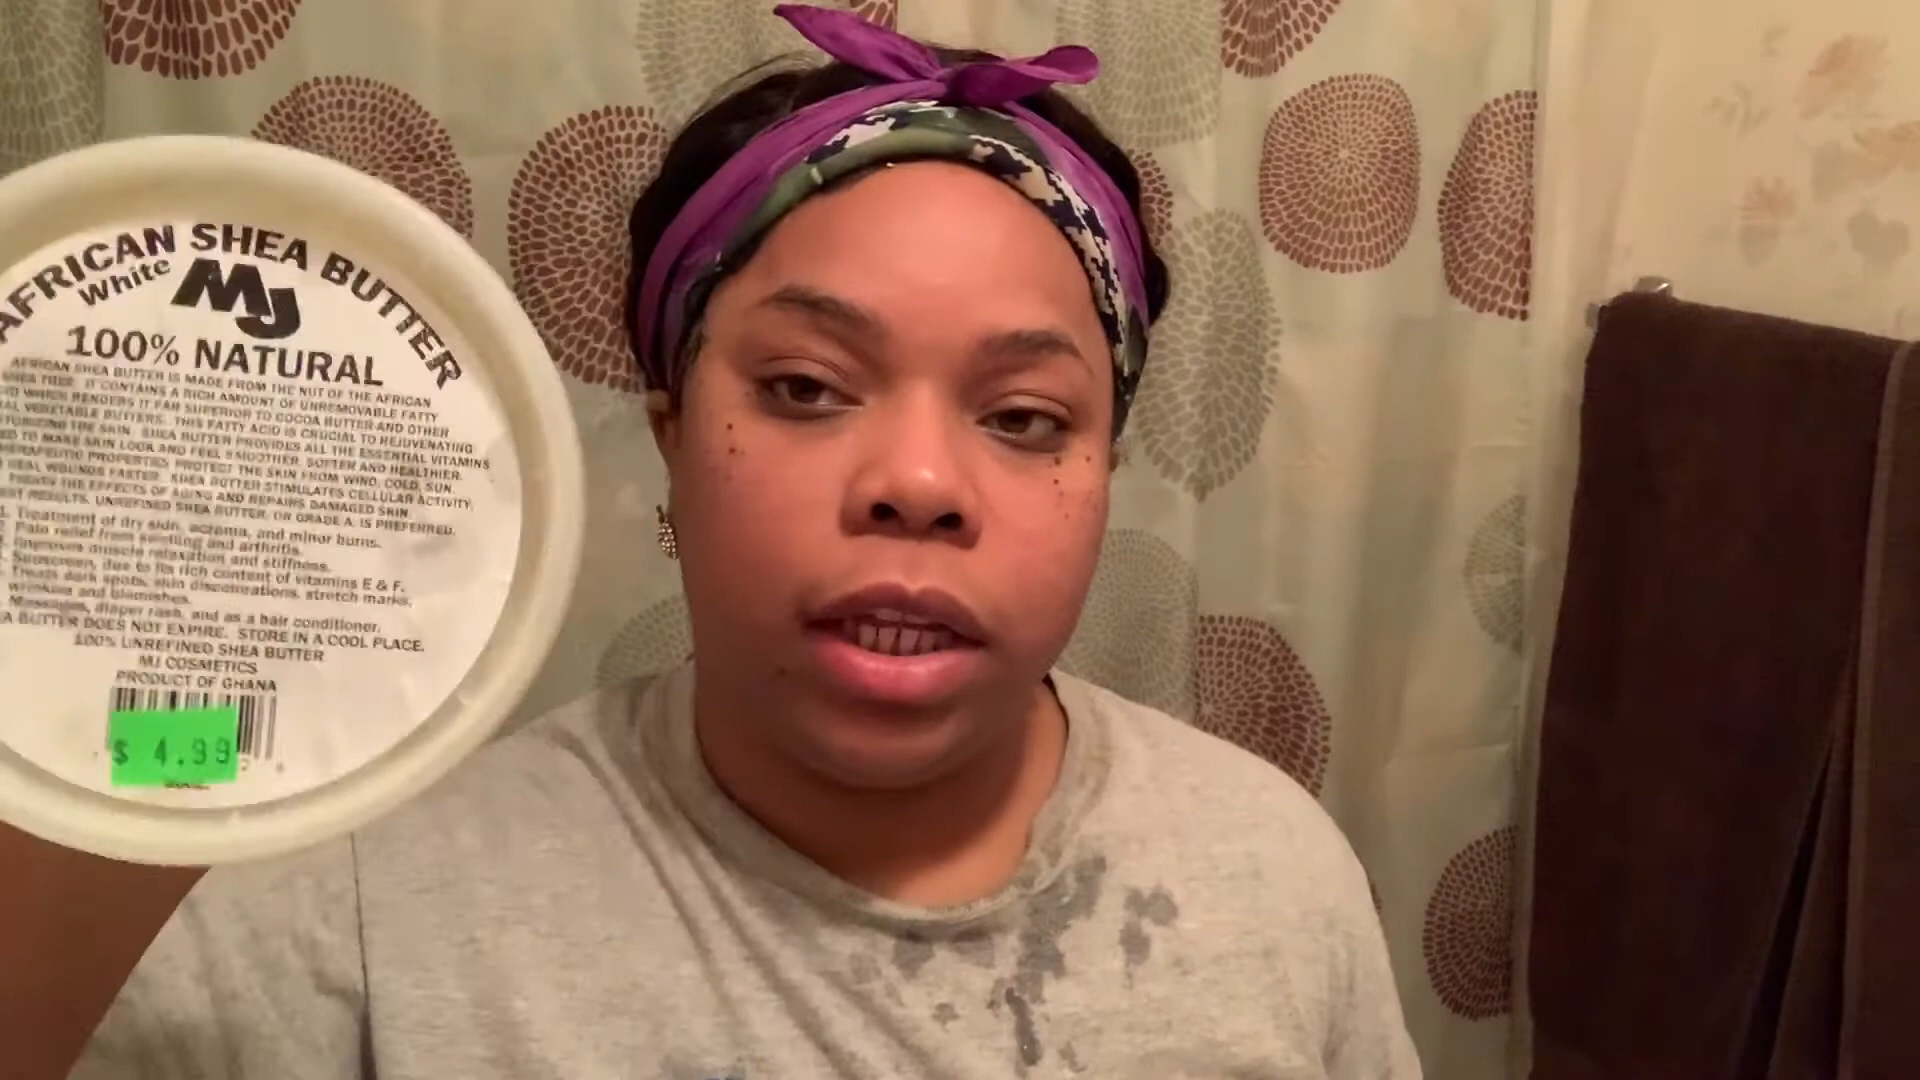 AFRICAN SHEA BUTTER
White MJ
100% NATURAL
AFRICAN SHEA BUTTER IS MADE FROM THE NUT OF THE AFRICAN
SHEA TREE. IT CONTAINS A RICH AMOUNT OF UNREMOVABLE FATTY
WHICH RENDERS IT FAR SUPERIOR TO COCOA BUTTER AND OTHER
VEGETABLE BUTTERS. THIS FATTY ACID IS CRUCIAL TO REJUVENATING
THE SKIN. SHEA BUTTER PROVIDES ALL THE ESSENTIAL VITAMINS
TO MAKE SKIN LOOK AND FEEL SMOOTHER, SOFTER AND HEALTHIER.
PROPERTIES PROTECT THE SKIN FROM WIND, COLD, SUN,
HEAL WOUNDS FASTER. SHEA BUTTER STIMULATES CELLULAR ACTIVITY,
THE EFFECTS OF AGING AND REPAIRS DAMAGED SKIN.
RESULTS, UNREFINED SHEA BUTTER, OR GRADE A, IS PREFERRED.
1. Treatment of dry skin, aczema, and minor burns.
Pain relief from swelling and arthritis.
Improves muscle relaxation and stiffness.
Sunscreen, due to its rich content of vitamins E & F.
Treats dark spots, skin discolorations, stretch marks,
wrinkles and blemishes.
Massages, diaper rash, and as a hair conditioner.
BUTTER DOES NOT EXPIRE. STORE IN A COOL PLACE.
100% UNREFINED SHEA BUTTER
MJ COSMETICS
PRODUCT OF GHANA
$ 4.99